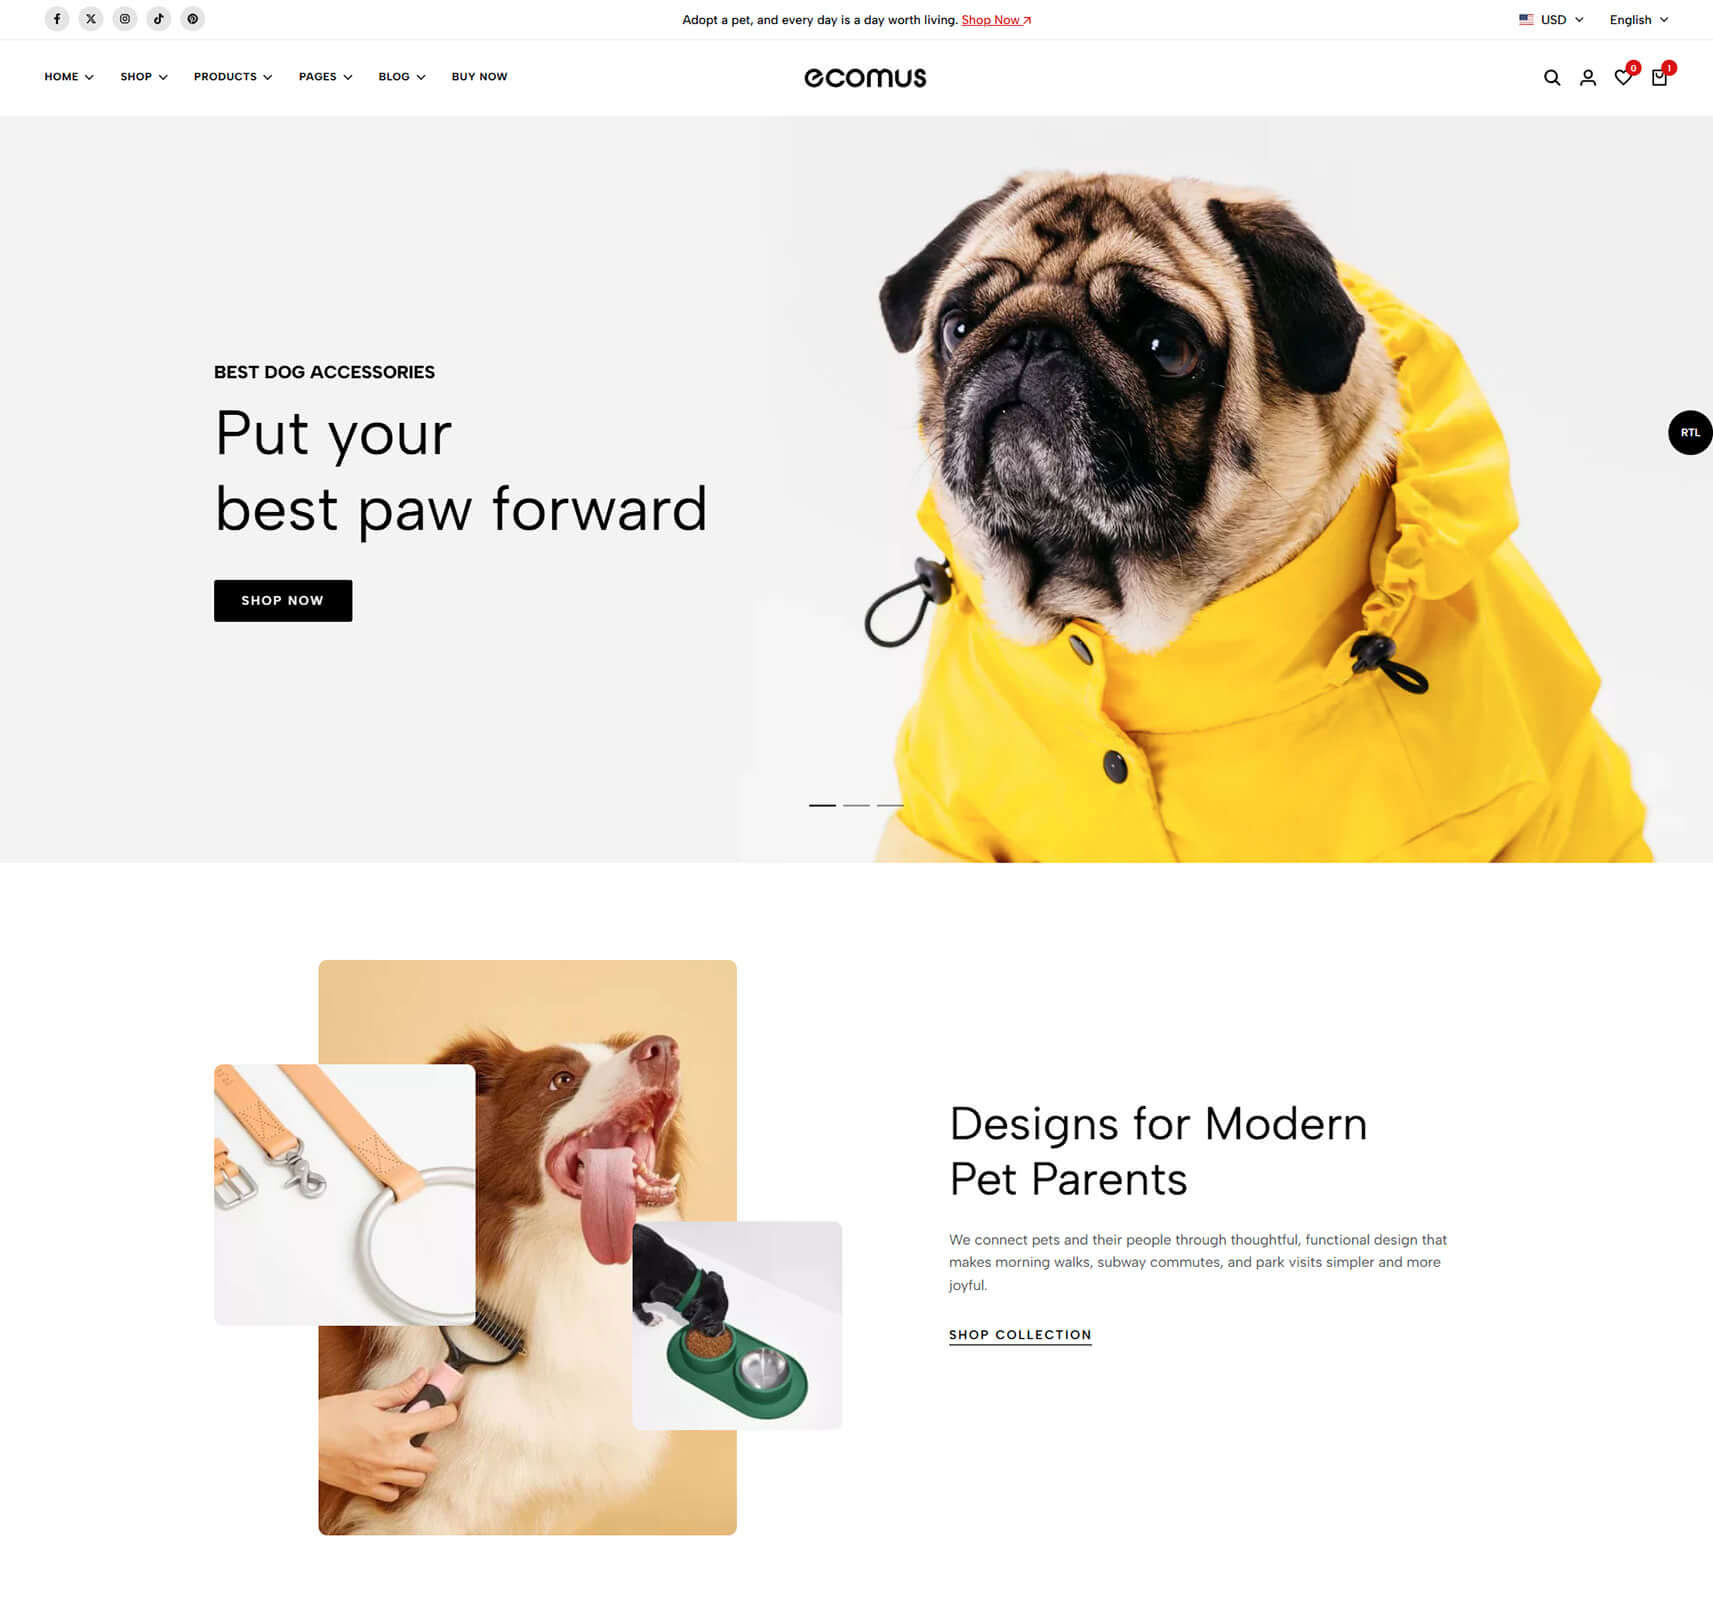 Adopt a pet, and every day is a day worth living. Shop Now
USD
English
HOME
SHOP
PRODUCTS
PAGES
BLOG
BUY NOW
ecomus
0
1
BEST DOG ACCESSORIES
Put your
best paw forward
SHOP NOW
RTL
Designs for Modern
Pet Parents
We connect pets and their people through thoughtful, functional design that
makes morning walks, subway commutes, and park visits simpler and more
joyful.
SHOP COLLECTION